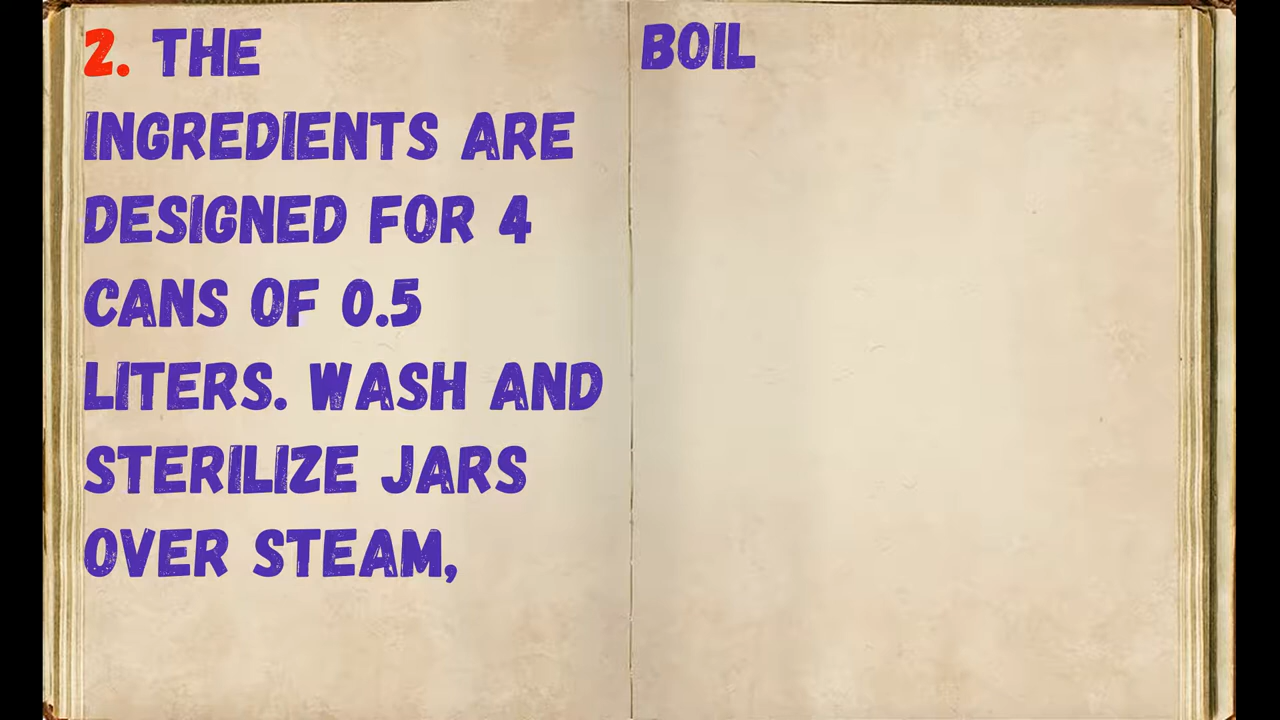 2. THE
INGREDIENTS ARE
DESIGNED FOR 4
CANS OF 0.5
LITERS. WASH AND
STERILIZE JARS
OVER STEAM,
BOIL